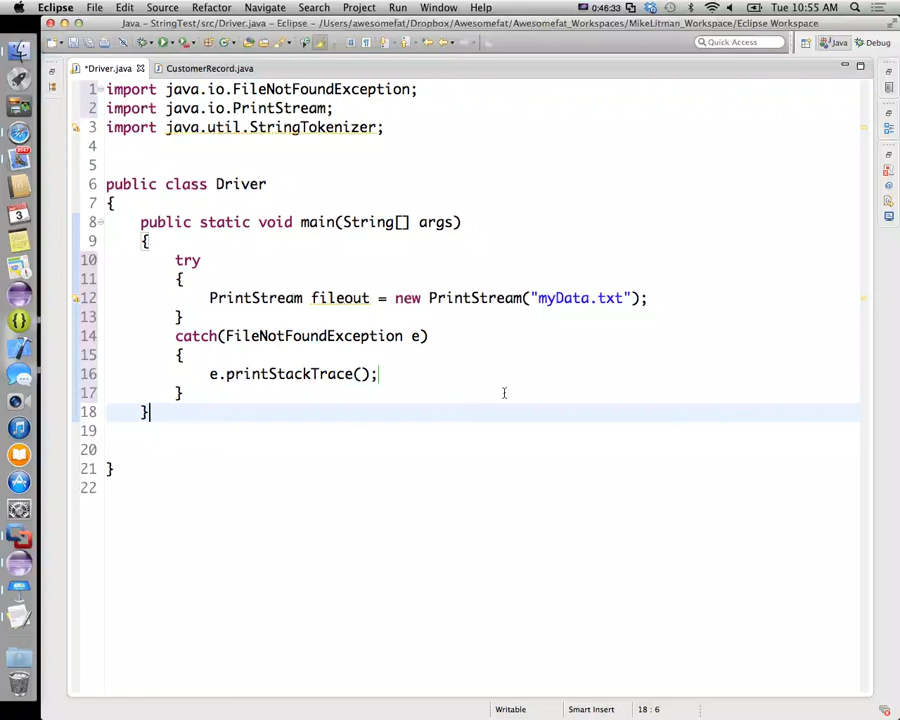 Eclipse File Edit Source Refactor Navigate Search Project Run Window Help 0:46:33 Tue 10:55 AM
Java - StringTest/src/Driver.java - Eclipse - /Users/awesomefat/Dropbox/Awesomefat/Awesomefat_Workspaces/MikeLitman_Workspace/Eclipse Workspace
Quick Access Java Debug
*Driver.java CustomerRecord.java
1 import java.io.FileNotFoundException;
2 import java.io.PrintStream;
3 import java.util.StringTokenizer;
4
5
6 public class Driver
7 {
8 public static void main(String[] args)
9 {
10 try
11 {
12 PrintStream fileout = new PrintStream("myData.txt");
13 }
14 catch(FileNotFoundException e)
15 {
16 e.printStackTrace();
17 }
18 }
19
20
21 }
22
Writable Smart Insert 18 : 6